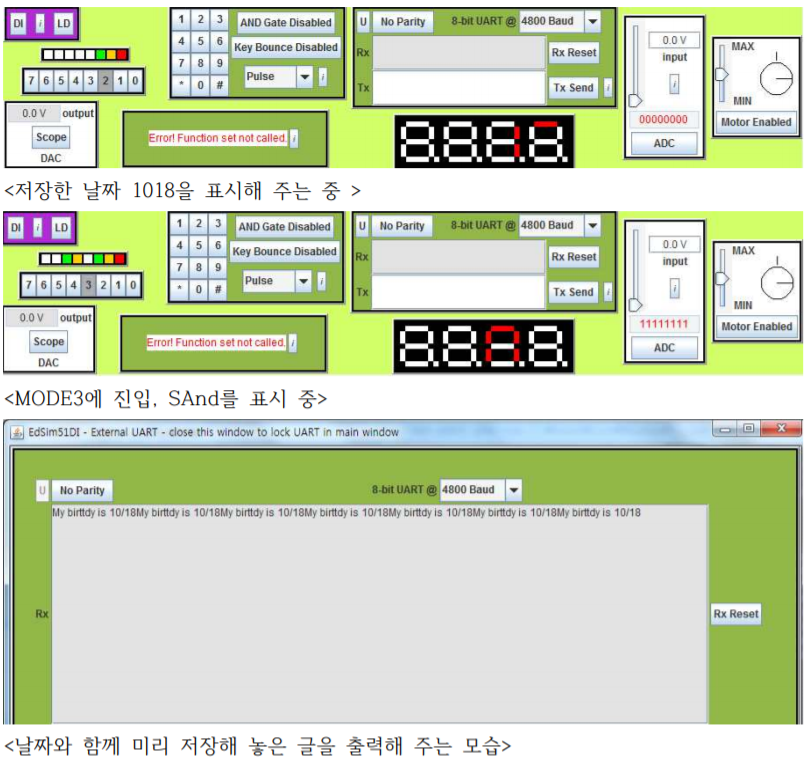 DI i LD
1 2 3
4 5 6
7 8 9
* 0 #
AND Gate Disabled
Key Bounce Disabled
Pulse i
U No Parity 8-bit UART @ 4800 Baud
Rx Rx Reset
Tx Tx Send i
7 6 5 4 3 2 1 0
0.0 V output
Scope
DAC
Error! Function set not called. i
0.0 V
input
i
00000000
ADC
MAX
MIN
Motor Enabled
<저장한 날짜 1018을 표시해 주는 중 >
DI i LD
1 2 3
4 5 6
7 8 9
* 0 #
AND Gate Disabled
Key Bounce Disabled
Pulse i
U No Parity 8-bit UART @ 4800 Baud
Rx Rx Reset
Tx Tx Send i
7 6 5 4 3 2 1 0
0.0 V output
Scope
DAC
Error! Function set not called. i
0.0 V
input
i
11111111
ADC
MAX
MIN
Motor Enabled
<MODE3에 진입, SAnd를 표시 중>
EdSim51DI - External UART - close this window to lock UART in main window
U No Parity 8-bit UART @ 4800 Baud
My birttdy is 10/18My birttdy is 10/18My birttdy is 10/18My birttdy is 10/18My birttdy is 10/18My birttdy is 10/18
Rx Rx Reset
<날짜와 함께 미리 저장해 놓은 글을 출력해 주는 모습>